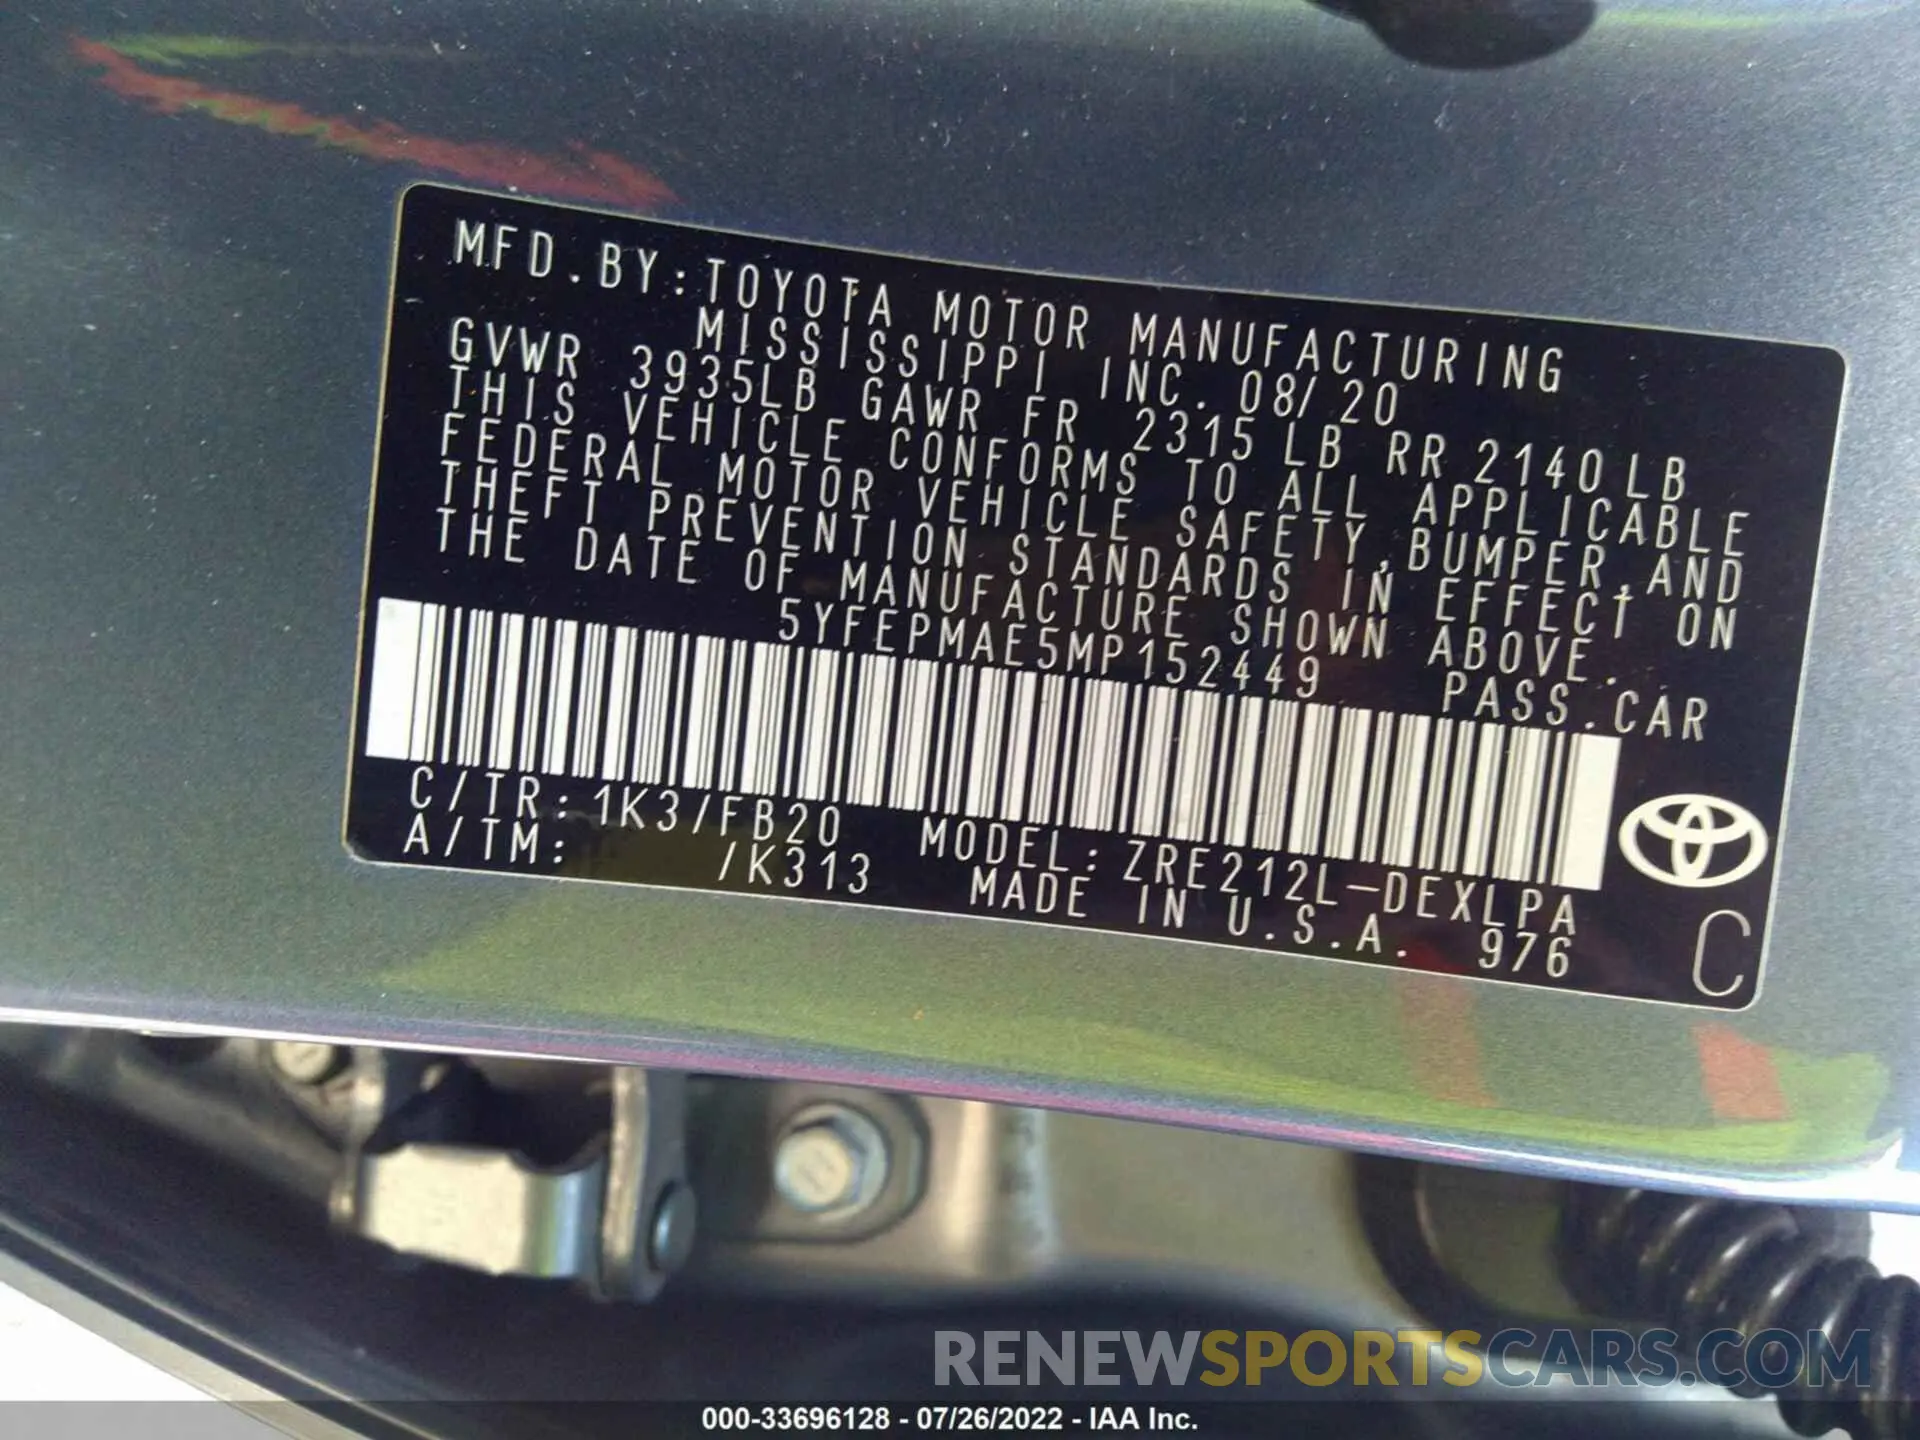 MFD.BY:TOYOTA MOTOR MANUFACTURING
MISSISSIPPI INC. 08/20
GVWR 3935LB GAWR FR 2315LB RR 2140LB
THIS VEHICLE CONFORMS TO ALL APPLICABLE
FEDERAL MOTOR VEHICLE SAFETY,BUMPER,AND
THEFT PREVENTION STANDARDS IN EFFECT ON
THE DATE OF MANUFACTURE SHOWN ABOVE.
5YFEPMAE5MP152449 PASS.CAR
C/TR:1K3/FB20 MODEL:ZRE212L-DEXLPA
A/TM: /K313 MADE IN U.S.A. 976
C
RENEWSPORTSCARS.COM
000-33696128 - 07/26/2022 - IAA Inc.